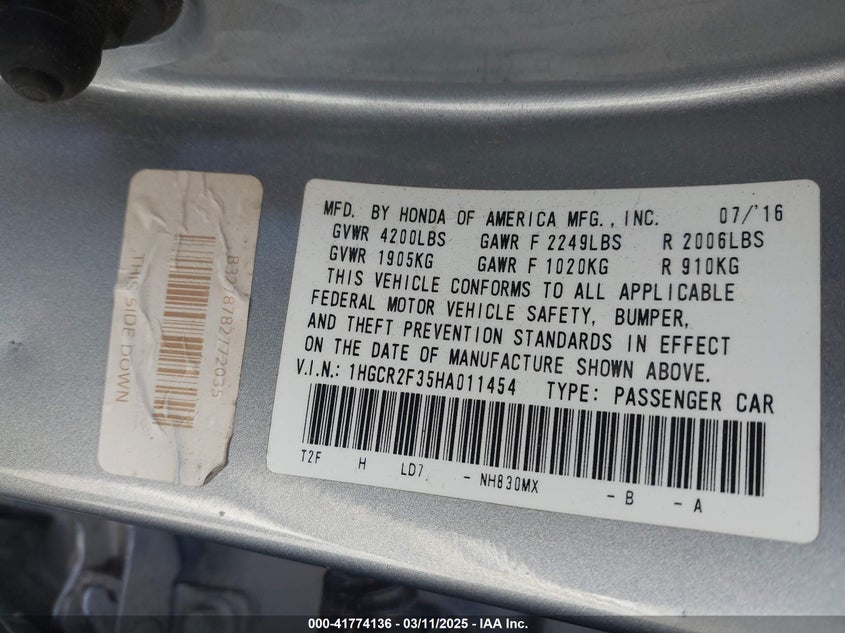 MFD. BY HONDA OF AMERICA MFG., INC. 07/'16
GVWR 4200LBS GAWR F 2249LBS R 2006LBS
GVWR 1905KG GAWR F 1020KG R 910KG
THIS VEHICLE CONFORMS TO ALL APPLICABLE
FEDERAL MOTOR VEHICLE SAFETY, BUMPER,
AND THEFT PREVENTION STANDARDS IN EFFECT
ON THE DATE OF MANUFACTURE SHOWN ABOVE.
V.I.N.: 1HGCR2F35HA011454 TYPE: PASSENGER CAR
T2F H LD7 - NH830MX - B - A
THIS SIDE DOWN
000-41774136 - 03/11/2025 - IAA Inc.